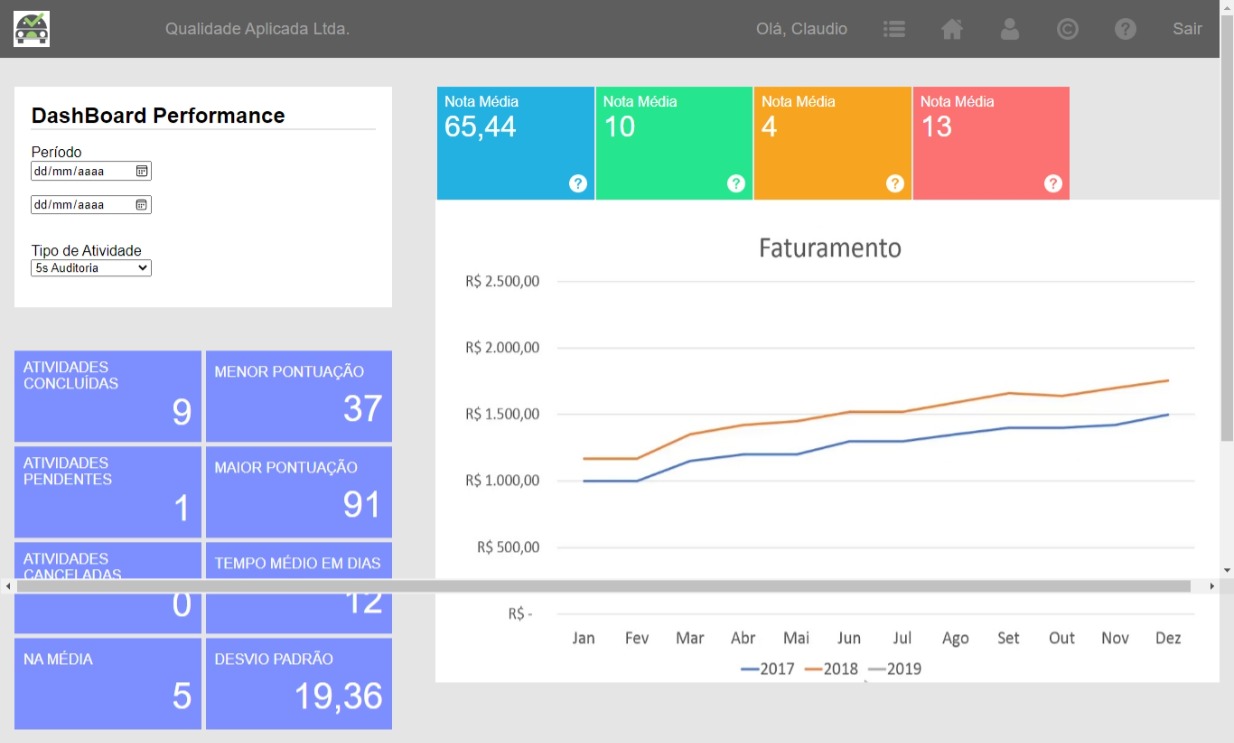 Qualidade Aplicada Ltda.
Olá, Claudio
Sair
DashBoard Performance
Período
dd/mm/aaaa
dd/mm/aaaa
Tipo de Atividade
5s Auditoria
Nota Média
65,44
?
Nota Média
10
?
Nota Média
4
?
Nota Média
13
?
ATIVIDADES
CONCLUÍDAS
9
MENOR PONTUAÇÃO
37
ATIVIDADES
PENDENTES
1
MAIOR PONTUAÇÃO
91
ATIVIDADES
CANCELADAS
0
TEMPO MÉDIO EM DIAS
12
NA MÉDIA
5
DESVIO PADRÃO
19,36
Faturamento
R$ 2.500,00
R$ 2.000,00
R$ 1.500,00
R$ 1.000,00
R$ 500,00
R$ -
Jan Fev Mar Abr Mai Jun Jul Ago Set Out Nov Dez
2017 2018 2019